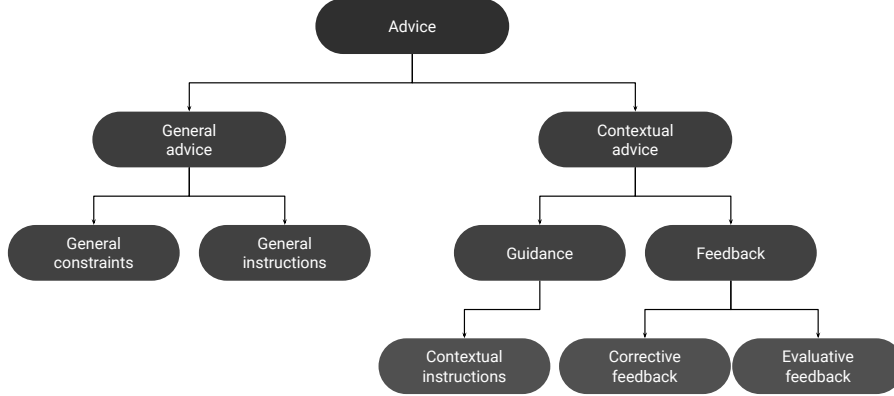 Advice
General
advice
Contextual
advice
General
constraints
General
instructions
Guidance
Feedback
Contextual
instructions
Corrective
feedback
Evaluative
feedback